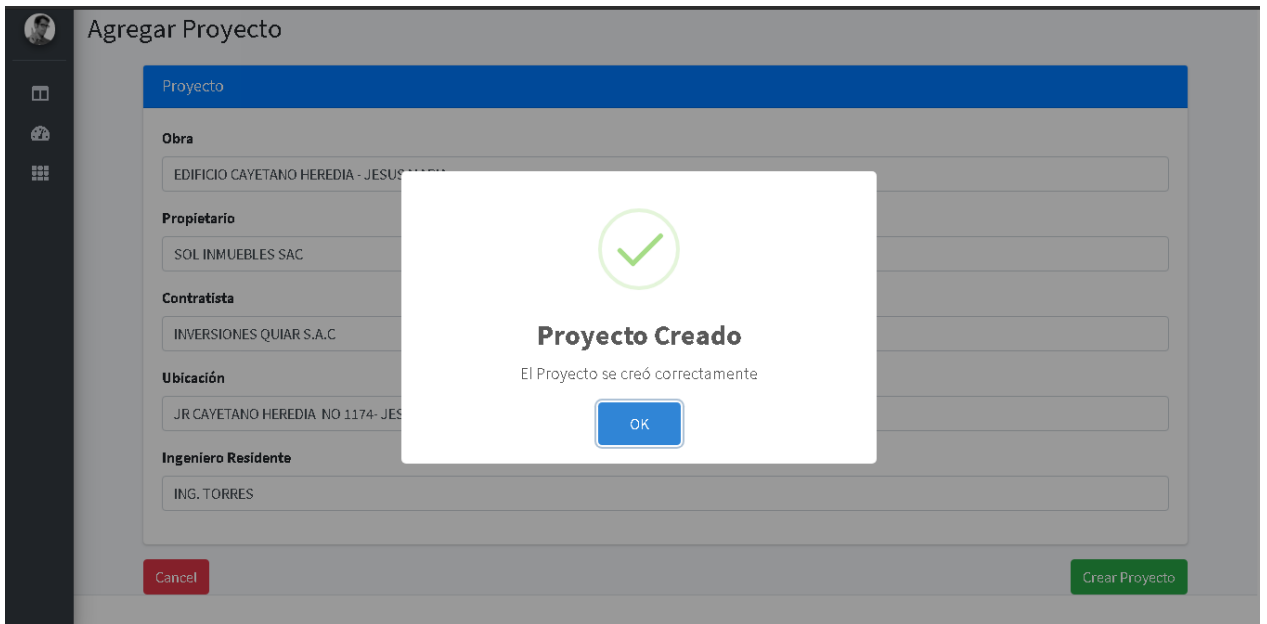 Agregar Proyecto
Proyecto
Obra
EDIFICIO CAYETANO HEREDIA - JESUS
Propietario
SOL INMUEBLES SAC
Contratista
INVERSIONES QUIAR S.A.C
Ubicación
JR CAYETANO HEREDIA NO 1174- JES
Ingeniero Residente
ING. TORRES
Proyecto Creado
El Proyecto se creó correctamente
OK
Cancel
Crear Proyecto